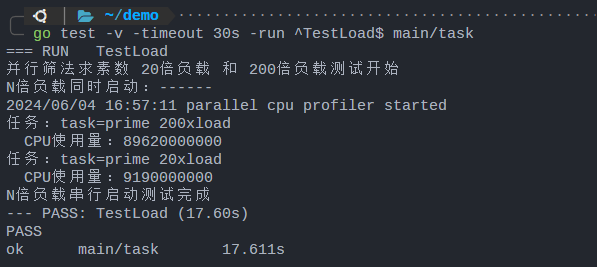 ~/demo
go test -v -timeout 30s -run ^TestLoad$ main/task
=== RUN   TestLoad
并行筛法求素数 20倍负载 和 200倍负载测试开始
N倍负载同时启动：------
2024/06/04 16:57:11 parallel cpu profiler started
任务：task=prime 200xload
  CPU使用量：89620000000
任务：task=prime 20xload
  CPU使用量：9190000000
N倍负载串行启动测试完成
--- PASS: TestLoad (17.60s)
PASS
ok      main/task       17.611s